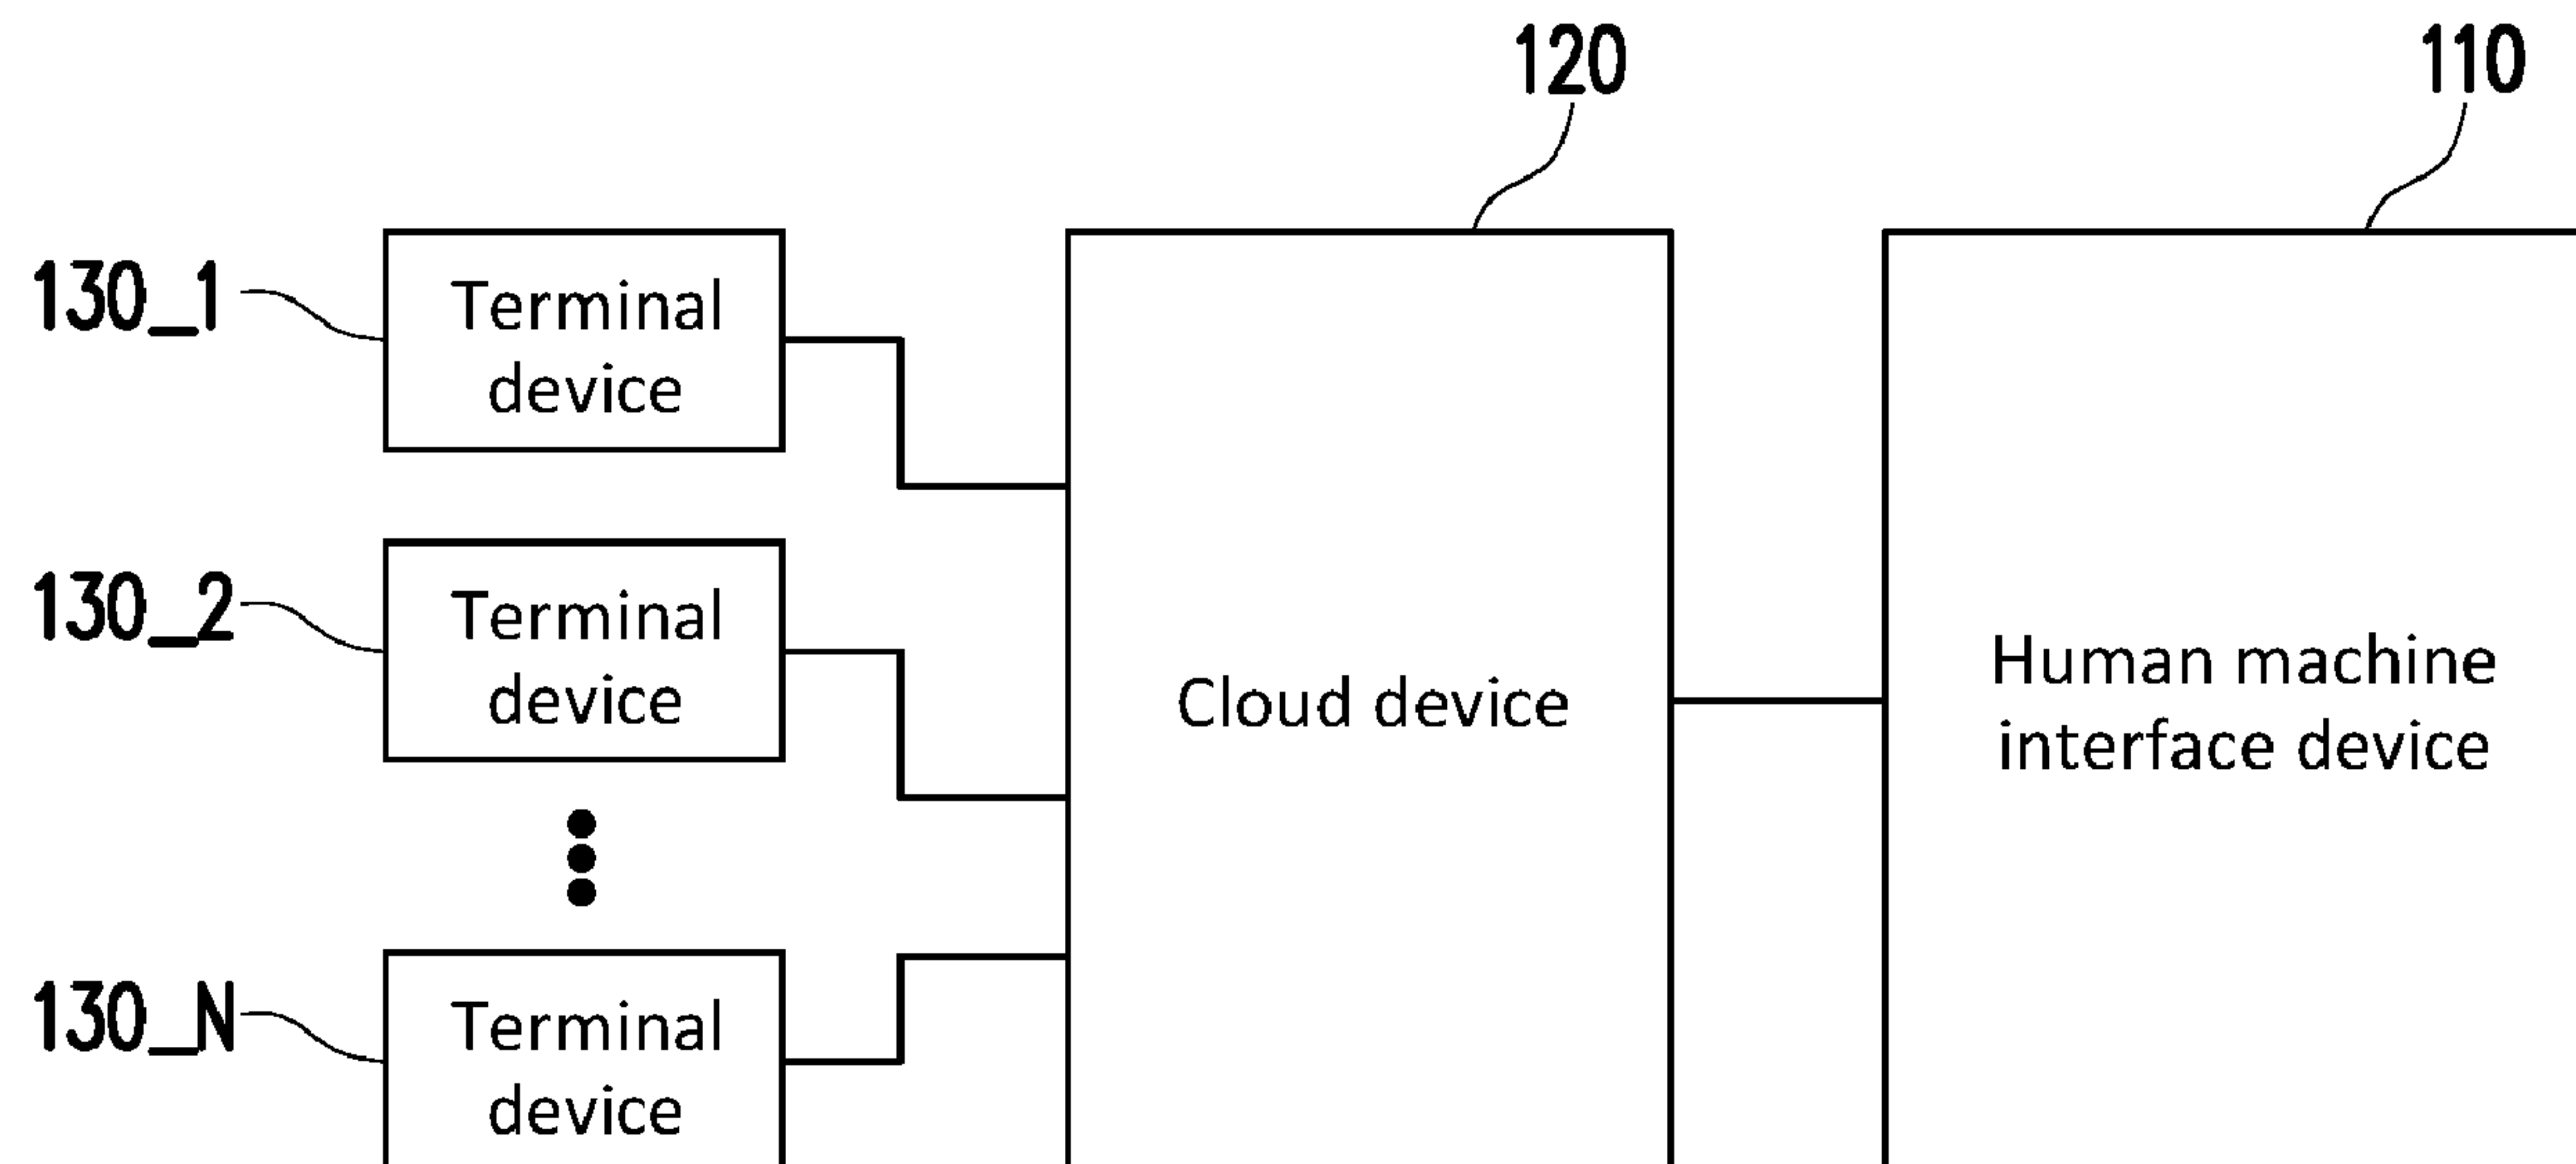 120
110
130_1
Terminal
device
130_2
Terminal
device
Cloud device
Human machine
interface device
130_N
Terminal
device